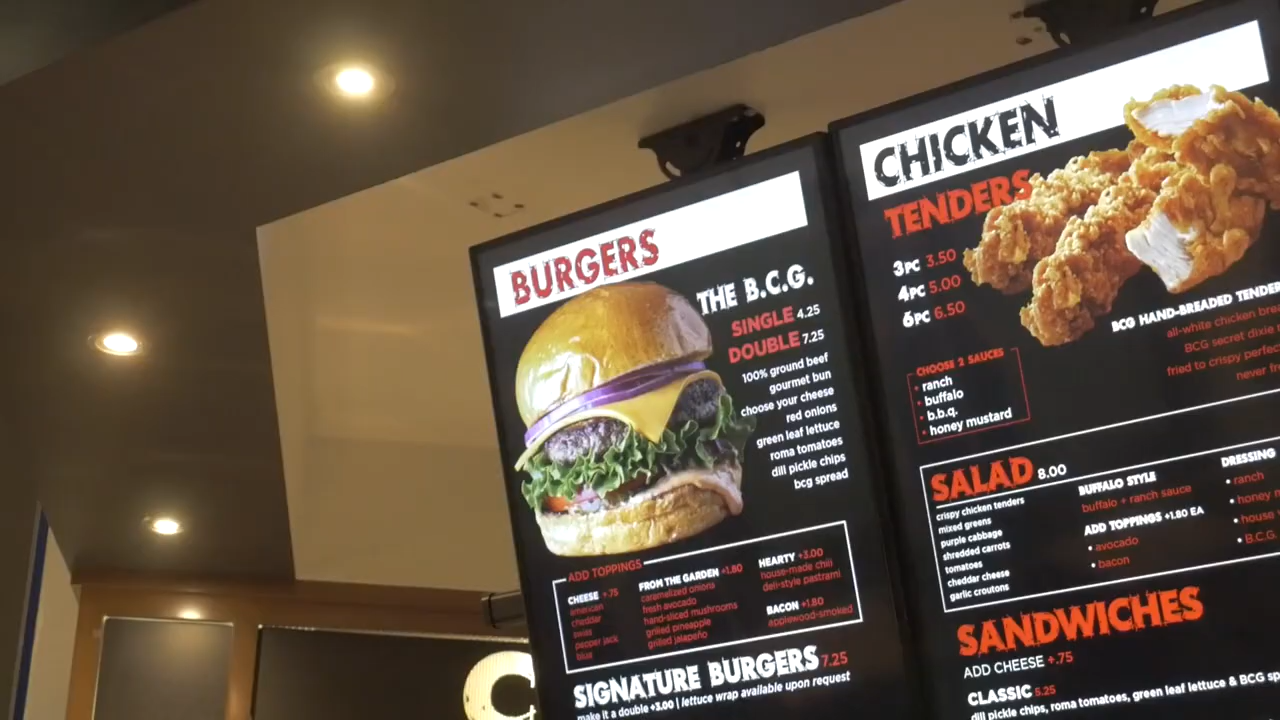 BURGERS
THE B.C.G.
SINGLE 4.25
DOUBLE 7.25
100% ground beef
gourmet bun
choose your cheese
red onions
green leaf lettuce
roma tomatoes
dill pickle chips
bcg spread
ADD TOPPINGS
CHEESE +.75
american
cheddar
swiss
pepper jack
blue
FROM THE GARDEN +1.80
caramalized onions
fresh avocado
hand-sliced mushrooms
grilled pineapple
grilled jalapeño
HEARTY +3.00
house-made chili
deli-style pastrami
BACON +1.80
applewood-smoked
SIGNATURE BURGERS 7.25
make it a double +3.00 | lettuce wrap available upon request
CHICKEN
TENDERS
3PC 3.50
4PC 5.00
6PC 6.50
BCG HAND-BREADED TENDER
all-white chicken bre
BCG secret dixie
fried to crispy perfec
never fr
CHOOSE 2 SAUCES
• ranch
• buffalo
• b.b.q.
• honey mustard
SALAD 8.00
crispy chicken tenders
mixed greens
purple cabbage
shredded carrots
tomatoes
cheddar cheese
garlic croutons
BUFFALO STYLE
buffalo + ranch sauce
ADD TOPPINGS +1.80 EA
• avocado
• bacon
DRESSING
• ranch
• honey m
• house
• B.C.G.
SANDWICHES
ADD CHEESE +.75
CLASSIC 5.25
dill pickle chips, roma tomatoes, green leaf lettuce & BCG sp